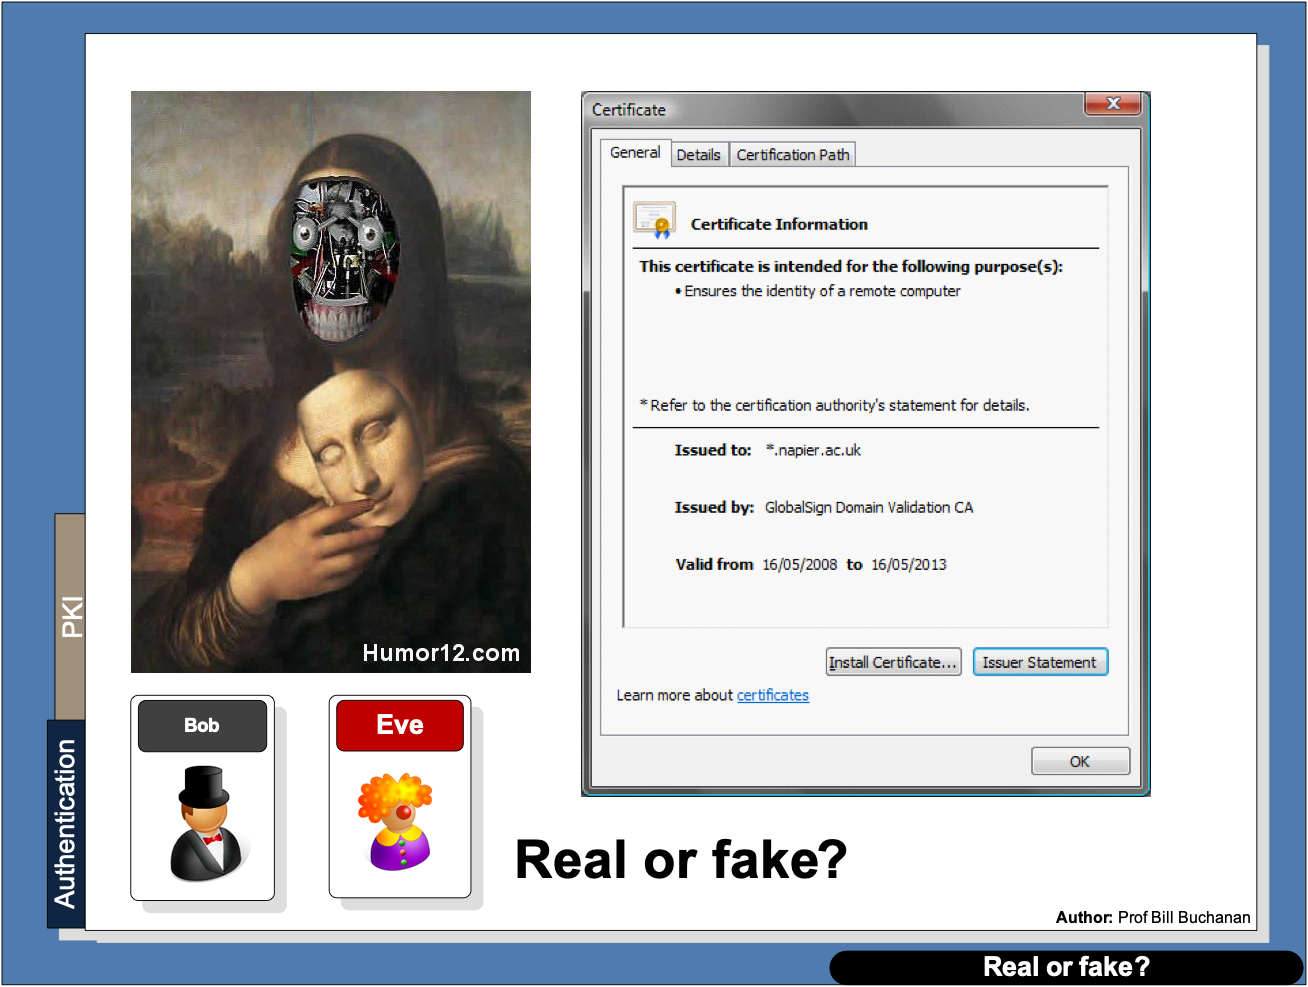 Certificate
General Details Certification Path
Certificate Information
This certificate is intended for the following purpose(s):
• Ensures the identity of a remote computer
* Refer to the certification authority's statement for details.
Issued to: *.napier.ac.uk
Issued by: GlobalSign Domain Validation CA
Valid from 16/05/2008 to 16/05/2013
Install Certificate... Issuer Statement
Learn more about certificates
OK
Humor12.com
PKI
Authentication
Bob
Eve
Real or fake?
Author: Prof Bill Buchanan
Real or fake?